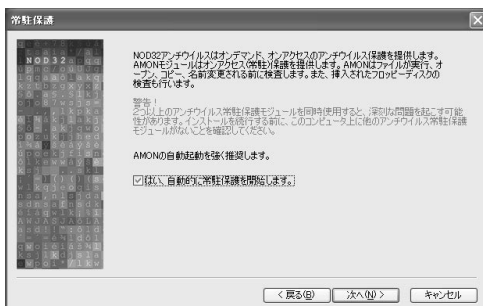 常駐保護
NOD32
NOD32アンチウイルスはオンデマンド、オンアクセスのアンチウイルス保護を提供します。
AMONモジュールはオンアクセス(常駐)保護を提供します。AMONはファイルが実行、オ
ープン、コピー、名前変更される前に検査します。また、挿入されたフロッピーディスクの
検査も行います。
警告！
2つ以上のアンチウイルス常駐保護モジュールを同時使用すると、深刻な問題を起こす可能
性があります。インストールを続行する前に、このコンピュータ上に他のアンチウイルス常駐保護
モジュールがないことを確認してください。
AMONの自動起動を強く推奨します。
はい、自動的に常駐保護を開始します。
< 戻る(B)
次へ(N) >
キャンセル